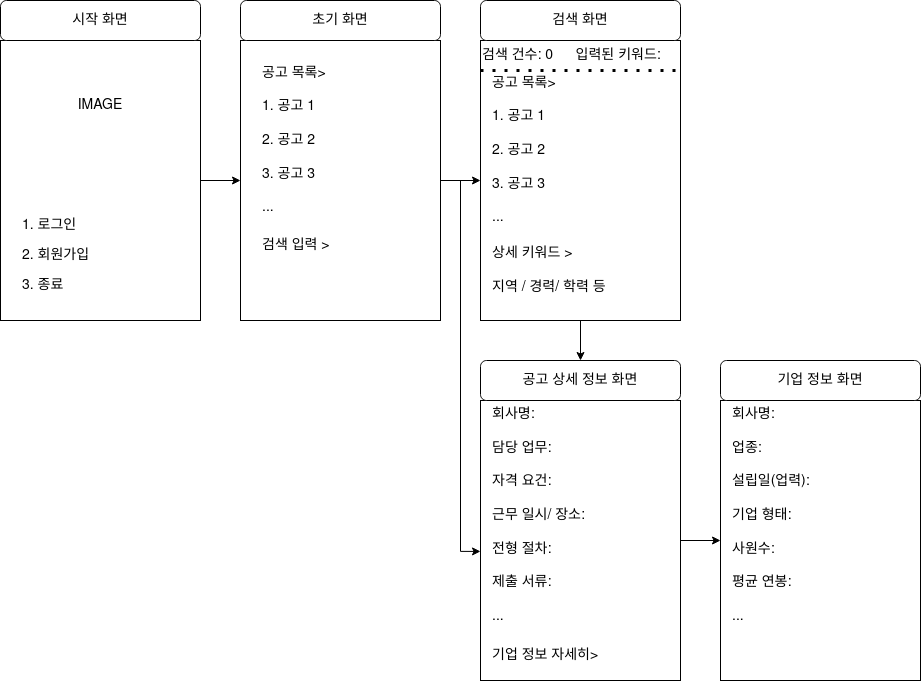 시작 화면
IMAGE
1. 로그인
2. 회원가입
3. 종료
초기 화면
공고 목록>
1. 공고 1
2. 공고 2
3. 공고 3
...
검색 입력 >
검색 화면
검색 건수: 0 입력된 키워드:
공고 목록>
1. 공고 1
2. 공고 2
3. 공고 3
...
상세 키워드 >
지역 / 경력/ 학력 등
공고 상세 정보 화면
회사명:
담당 업무:
자격 요건:
근무 일시/ 장소:
전형 절차:
제출 서류:
...
기업 정보 자세히>
기업 정보 화면
회사명:
업종:
설립일(업력):
기업 형태:
사원수:
평균 연봉:
...